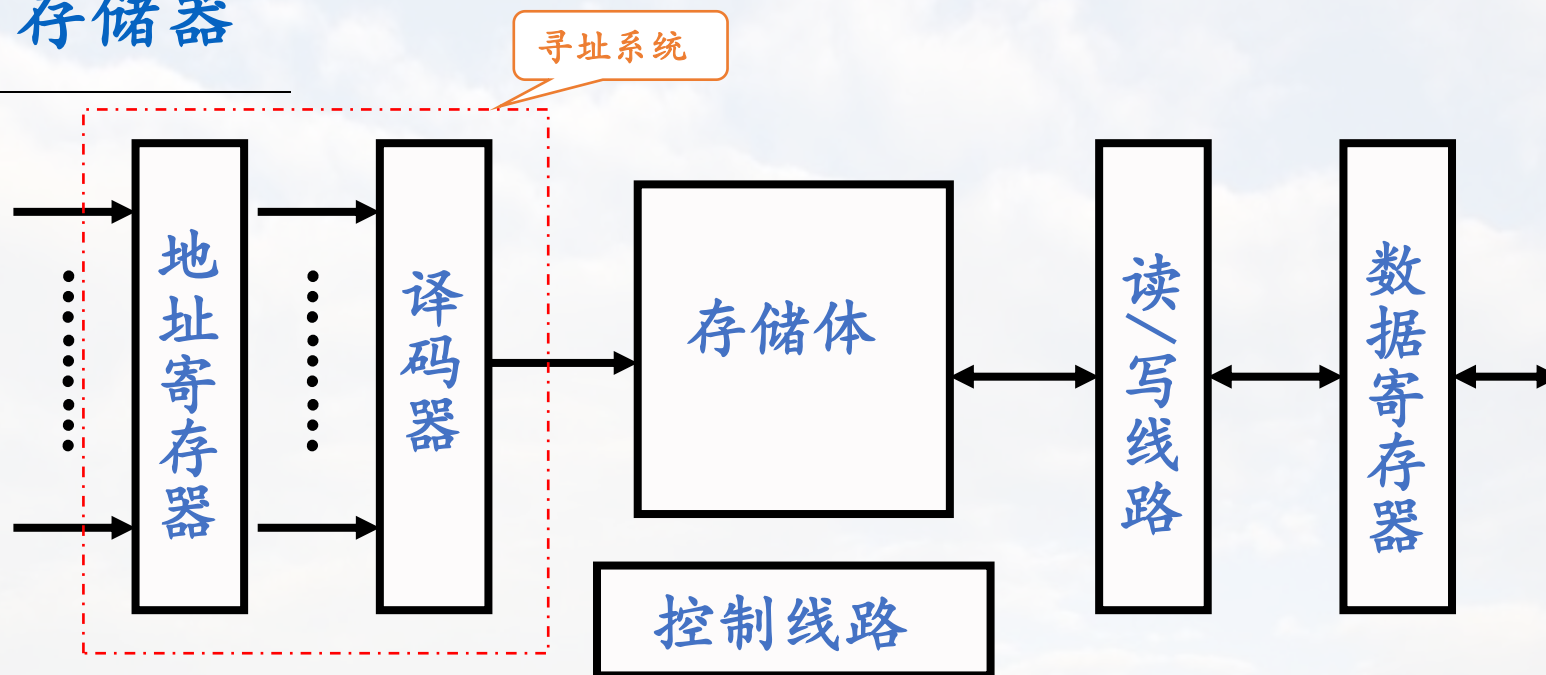 存储器
寻址系统
地址寄存器
译码器
存储体
读/写线路
数据寄存器
控制线路